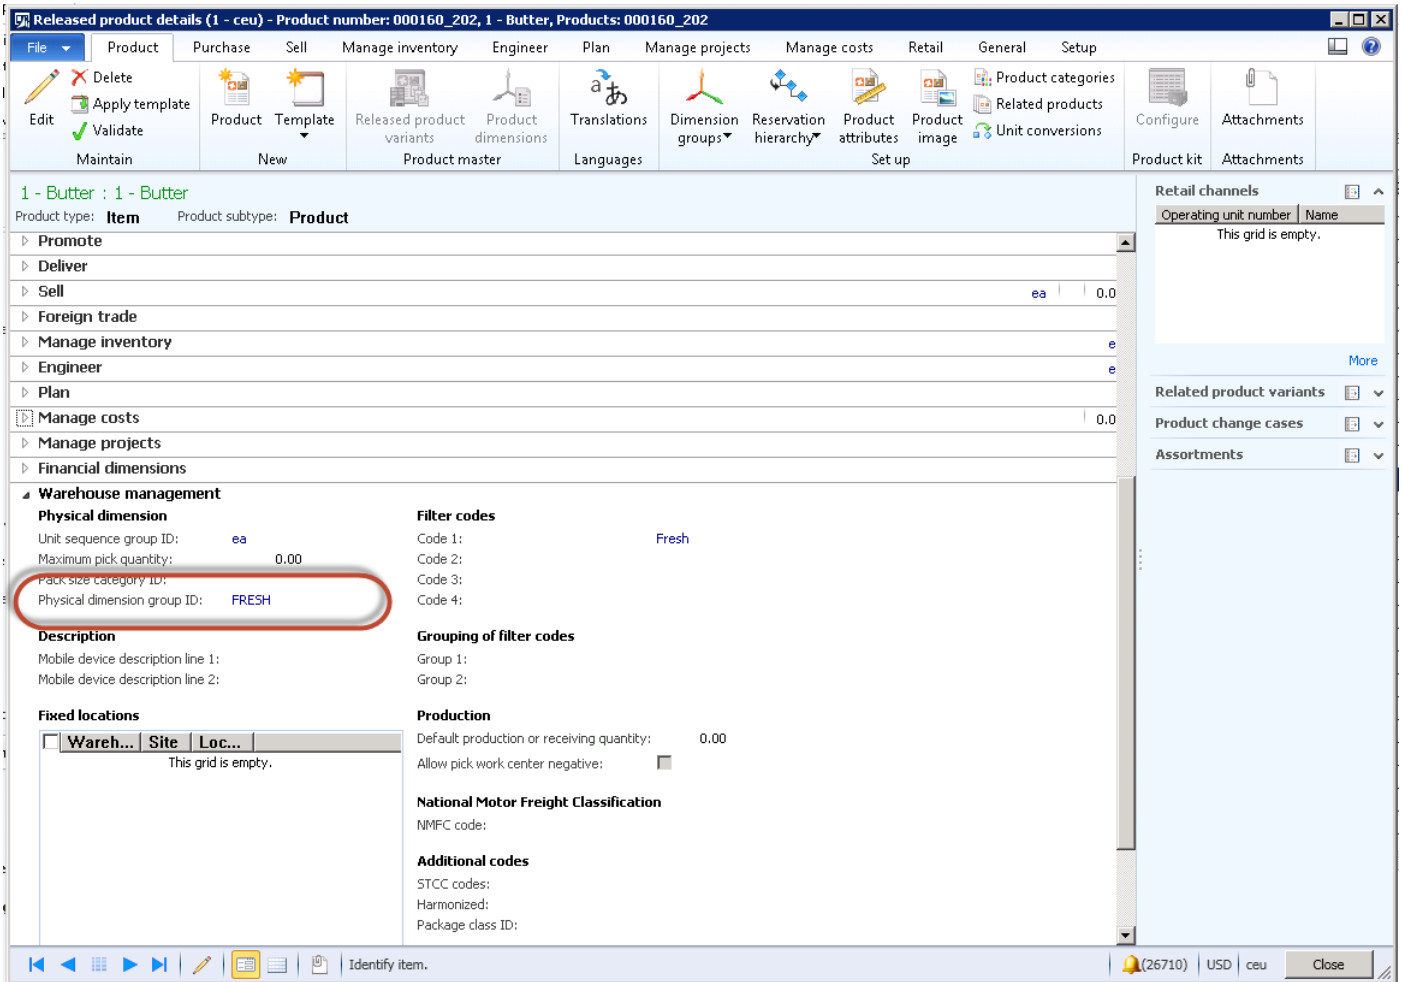 Released product details (1 - ceu) - Product number: 000160_202, 1 - Butter, Products: 000160_202
File Product Purchase Sell Manage inventory Engineer Plan Manage projects Manage costs Retail General Setup
Edit
Delete
Apply template
Validate
Maintain
Product Template
New
Released product variants
Product dimensions
Product master
Translations
Languages
Dimension groups
Reservation hierarchy
Product attributes
Product image
Product categories
Related products
Unit conversions
Set up
Configure
Product kit
Attachments
Attachments
1 - Butter : 1 - Butter
Product type: Item Product subtype: Product
Promote
Deliver
Sell ea 0.0
Foreign trade
Manage inventory e
Engineer e
Plan
Manage costs 0.0
Manage projects
Financial dimensions
Warehouse management
Physical dimension
Unit sequence group ID: ea
Maximum pick quantity: 0.00
Pack size category ID:
Physical dimension group ID: FRESH
Description
Mobile device description line 1:
Mobile device description line 2:
Fixed locations
Wareh... Site Loc...
This grid is empty.
Filter codes
Code 1: Fresh
Code 2:
Code 3:
Code 4:
Grouping of filter codes
Group 1:
Group 2:
Production
Default production or receiving quantity: 0.00
Allow pick work center negative:
National Motor Freight Classification
NMFC code:
Additional codes
STCC codes:
Harmonized:
Package class ID:
Retail channels
Operating unit number Name
This grid is empty.
More
Related product variants
Product change cases
Assortments
Identify item.
(26710) USD ceu Close